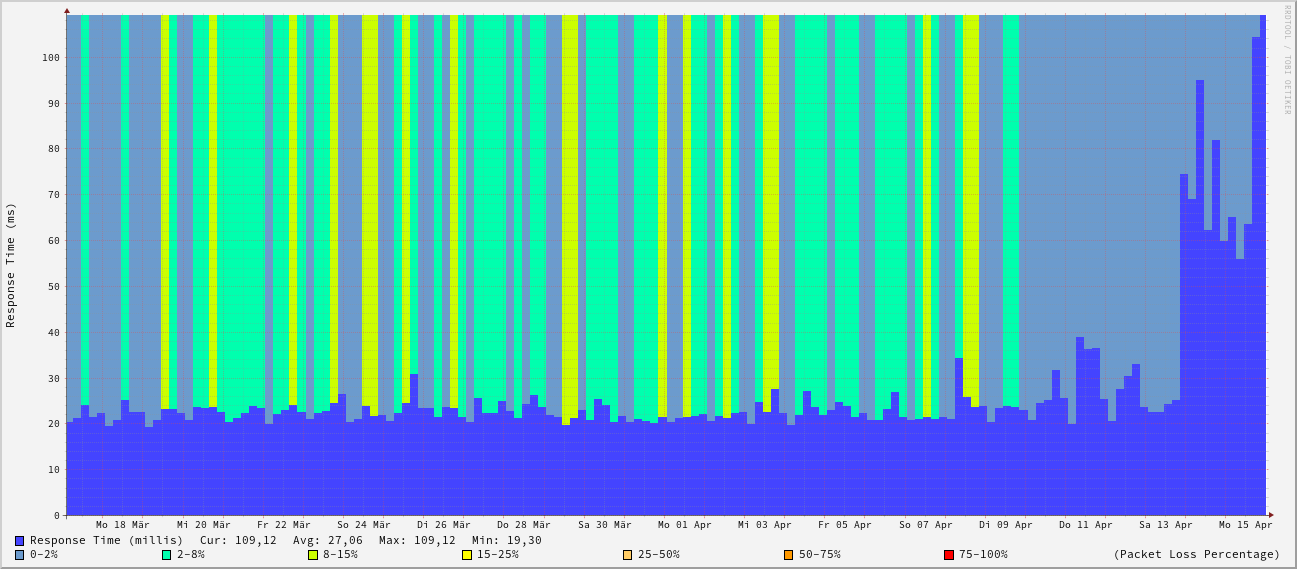 RRDTOOL / TOBI OETIKER
Response Time (ms)
100
90
80
70
60
50
40
30
20
10
0
Mo 18 Mär Mi 20 Mär Fr 22 Mär So 24 Mär Di 26 Mär Do 28 Mär Sa 30 Mär Mo 01 Apr Mi 03 Apr Fr 05 Apr So 07 Apr Di 09 Apr Do 11 Apr Sa 13 Apr Mo 15 Apr
Response Time (millis) Cur: 109,12 Avg: 27,06 Max: 109,12 Min: 19,30
0-2% 2-8% 8-15% 15-25% 25-50% 50-75% 75-100% (Packet Loss Percentage)